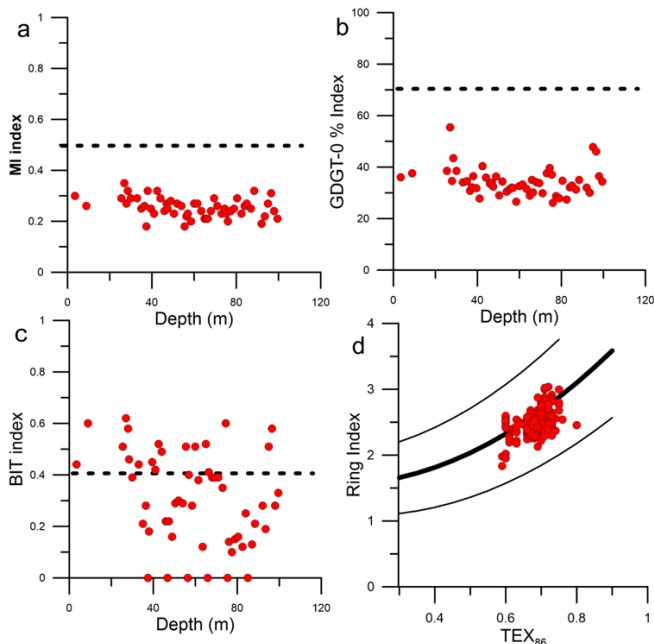 a
1
0.8
0.6
0.4
0.2
0
MI index
0 40 80 120
Depth (m)
b
100
80
60
40
20
0
GDGT-0 % Index
0 40 80 120
Depth (m)
c
1
0.8
0.6
0.4
0.2
0
BIT index
0 40 80 120
Depth (m)
d
4
3
2
1
0
Ring Index
0.4 0.6 0.8 1
TEX86